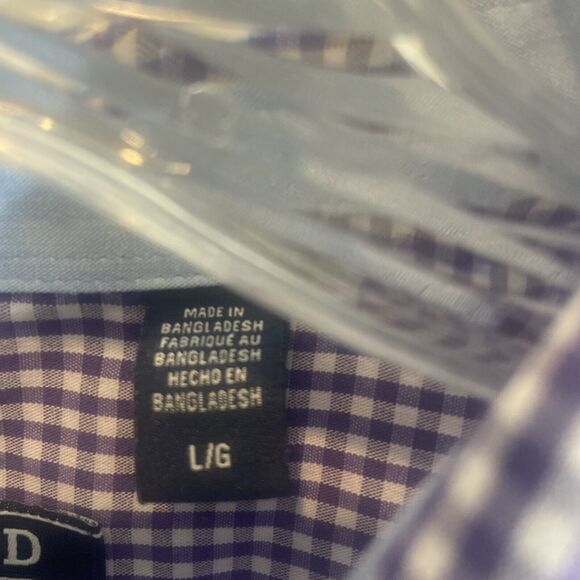 MADE IN
BANGLADESH
FABRIQUÉ AU
BANGLADESH
HECHO EN
BANGLADESH
L/G
D